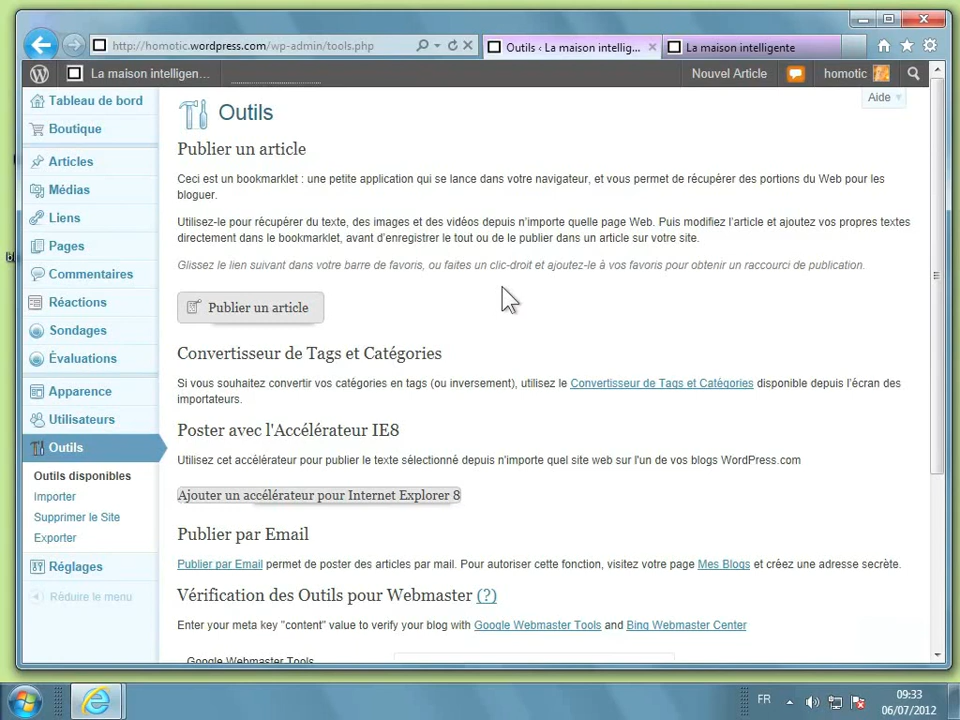 http://homotic.wordpress.com/wp-admin/tools.php
Outils ‹ La maison intellig...
La maison intelligente
La maison intelligen...
Nouvel Article
homotic
Tableau de bord
Boutique
Articles
Médias
Liens
Pages
Commentaires
Réactions
Sondages
Évaluations
Apparence
Utilisateurs
Outils
Outils disponibles
Importer
Supprimer le Site
Exporter
Réglages
Réduire le menu
Aide
Outils
Publier un article
Ceci est un bookmarklet : une petite application qui se lance dans votre navigateur, et vous permet de récupérer des portions du Web pour les
bloguer.
Utilisez-le pour récupérer du texte, des images et des vidéos depuis n'importe quelle page Web. Puis modifiez l'article et ajoutez vos propres textes
directement dans le bookmarklet, avant d'enregistrer le tout ou de le publier dans un article sur votre site.
Glissez le lien suivant dans votre barre de favoris, ou faites un clic-droit et ajoutez-le à vos favoris pour obtenir un raccourci de publication.
Publier un article
Convertisseur de Tags et Catégories
Si vous souhaitez convertir vos catégories en tags (ou inversement), utilisez le Convertisseur de Tags et Catégories disponible depuis l'écran des
importateurs.
Poster avec l'Accélérateur IE8
Utilisez cet accélérateur pour publier le texte sélectionné depuis n'importe quel site web sur l'un de vos blogs WordPress.com
Ajouter un accélérateur pour Internet Explorer 8
Publier par Email
Publier par Email permet de poster des articles par mail. Pour autoriser cette fonction, visitez votre page Mes Blogs et créez une adresse secrète.
Vérification des Outils pour Webmaster (?)
Enter your meta key "content" value to verify your blog with Google Webmaster Tools and Bing Webmaster Center
Google Webmaster Tools
FR
09:33
06/07/2012